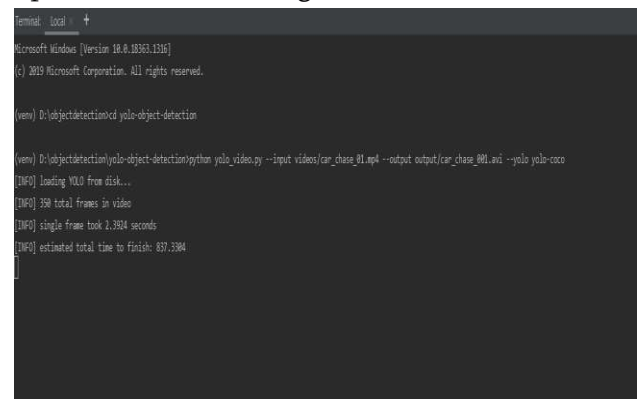 Terminal: Local × +
Microsoft Windows [Version 10.0.18363.1316]
(c) 2019 Microsoft Corporation. All rights reserved.
(venv) D:\objectdetection>cd yolo-object-detection
(venv) D:\objectdetection\yolo-object-detection>python yolo_video.py --input videos/car_chase_01.mp4 --output output/car_chase_001.avi --yolo yolo-coco
[INFO] loading YOLO from disk...
[INFO] 350 total frames in video
[INFO] single frame took 2.3924 seconds
[INFO] estimated total time to finish: 837.3304